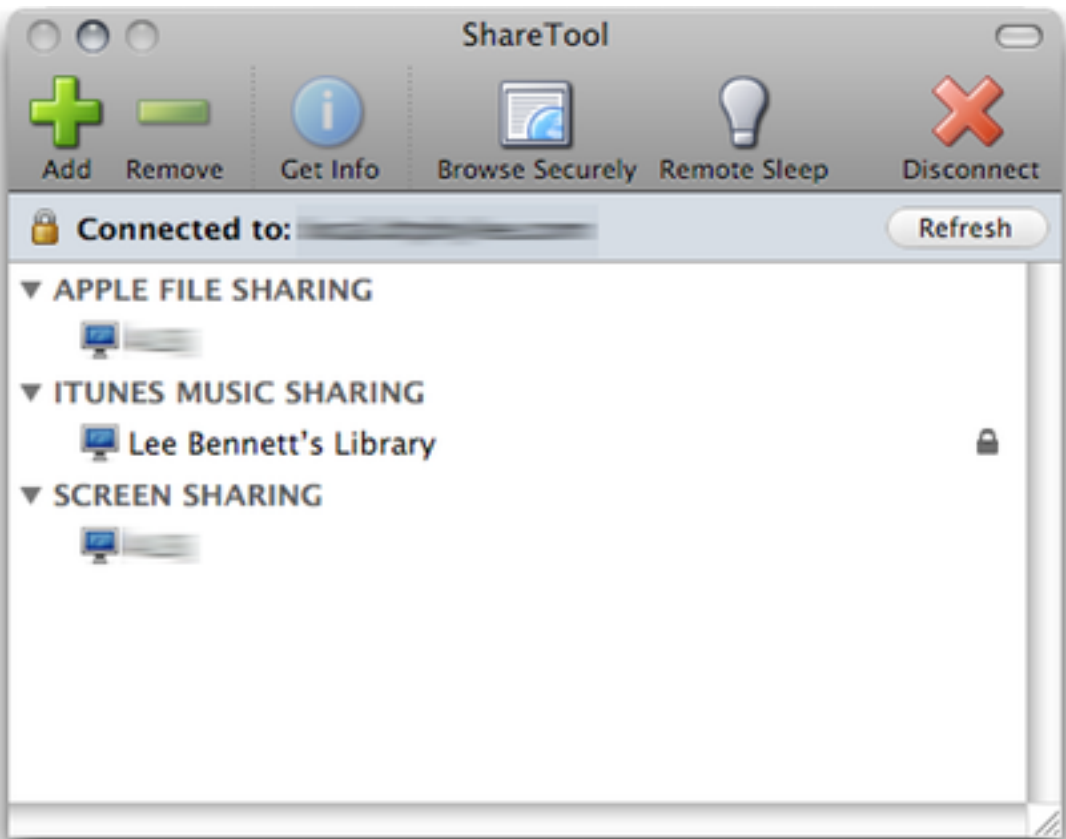 ShareTool
Add Remove Get Info Browse Securely Remote Sleep Disconnect
Connected to: Refresh
APPLE FILE SHARING
ITUNES MUSIC SHARING
Lee Bennett's Library
SCREEN SHARING